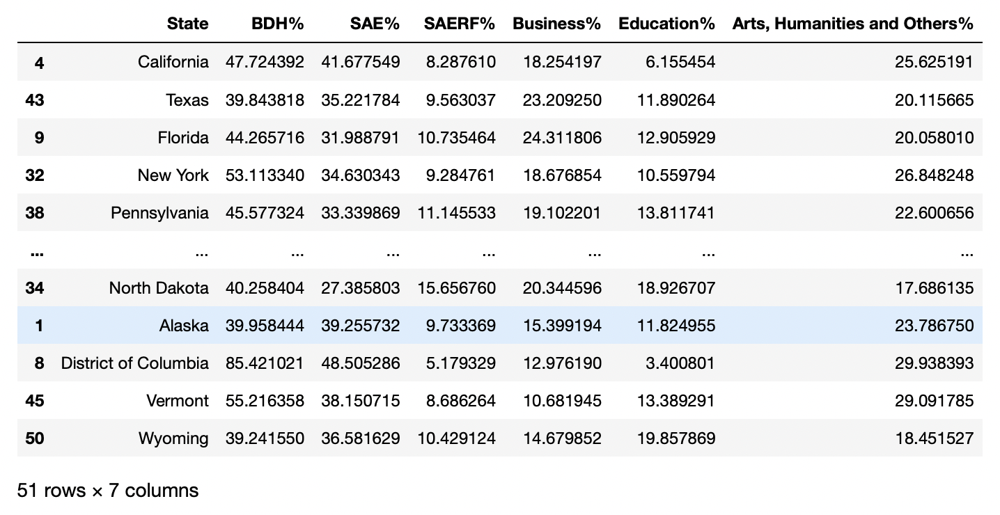 State BDH% SAE% SAERF% Business% Education% Arts, Humanities and Others%
4 California 47.724392 41.677549 8.287610 18.254197 6.155454 25.625191
43 Texas 39.843818 35.221784 9.563037 23.209250 11.890264 20.115665
9 Florida 44.265716 31.988791 10.735464 24.311806 12.905929 20.058010
32 New York 53.113340 34.630343 9.284761 18.676854 10.559794 26.848248
38 Pennsylvania 45.577324 33.339869 11.145533 19.102201 13.811741 22.600656
... ... ... ... ... ... ... ...
34 North Dakota 40.258404 27.385803 15.656760 20.344596 18.926707 17.686135
1 Alaska 39.958444 39.255732 9.733369 15.399194 11.824955 23.786750
8 District of Columbia 85.421021 48.505286 5.179329 12.976190 3.400801 29.938393
45 Vermont 55.216358 38.150715 8.686264 10.681945 13.389291 29.091785
50 Wyoming 39.241550 36.581629 10.429124 14.679852 19.857869 18.451527
51 rows × 7 columns